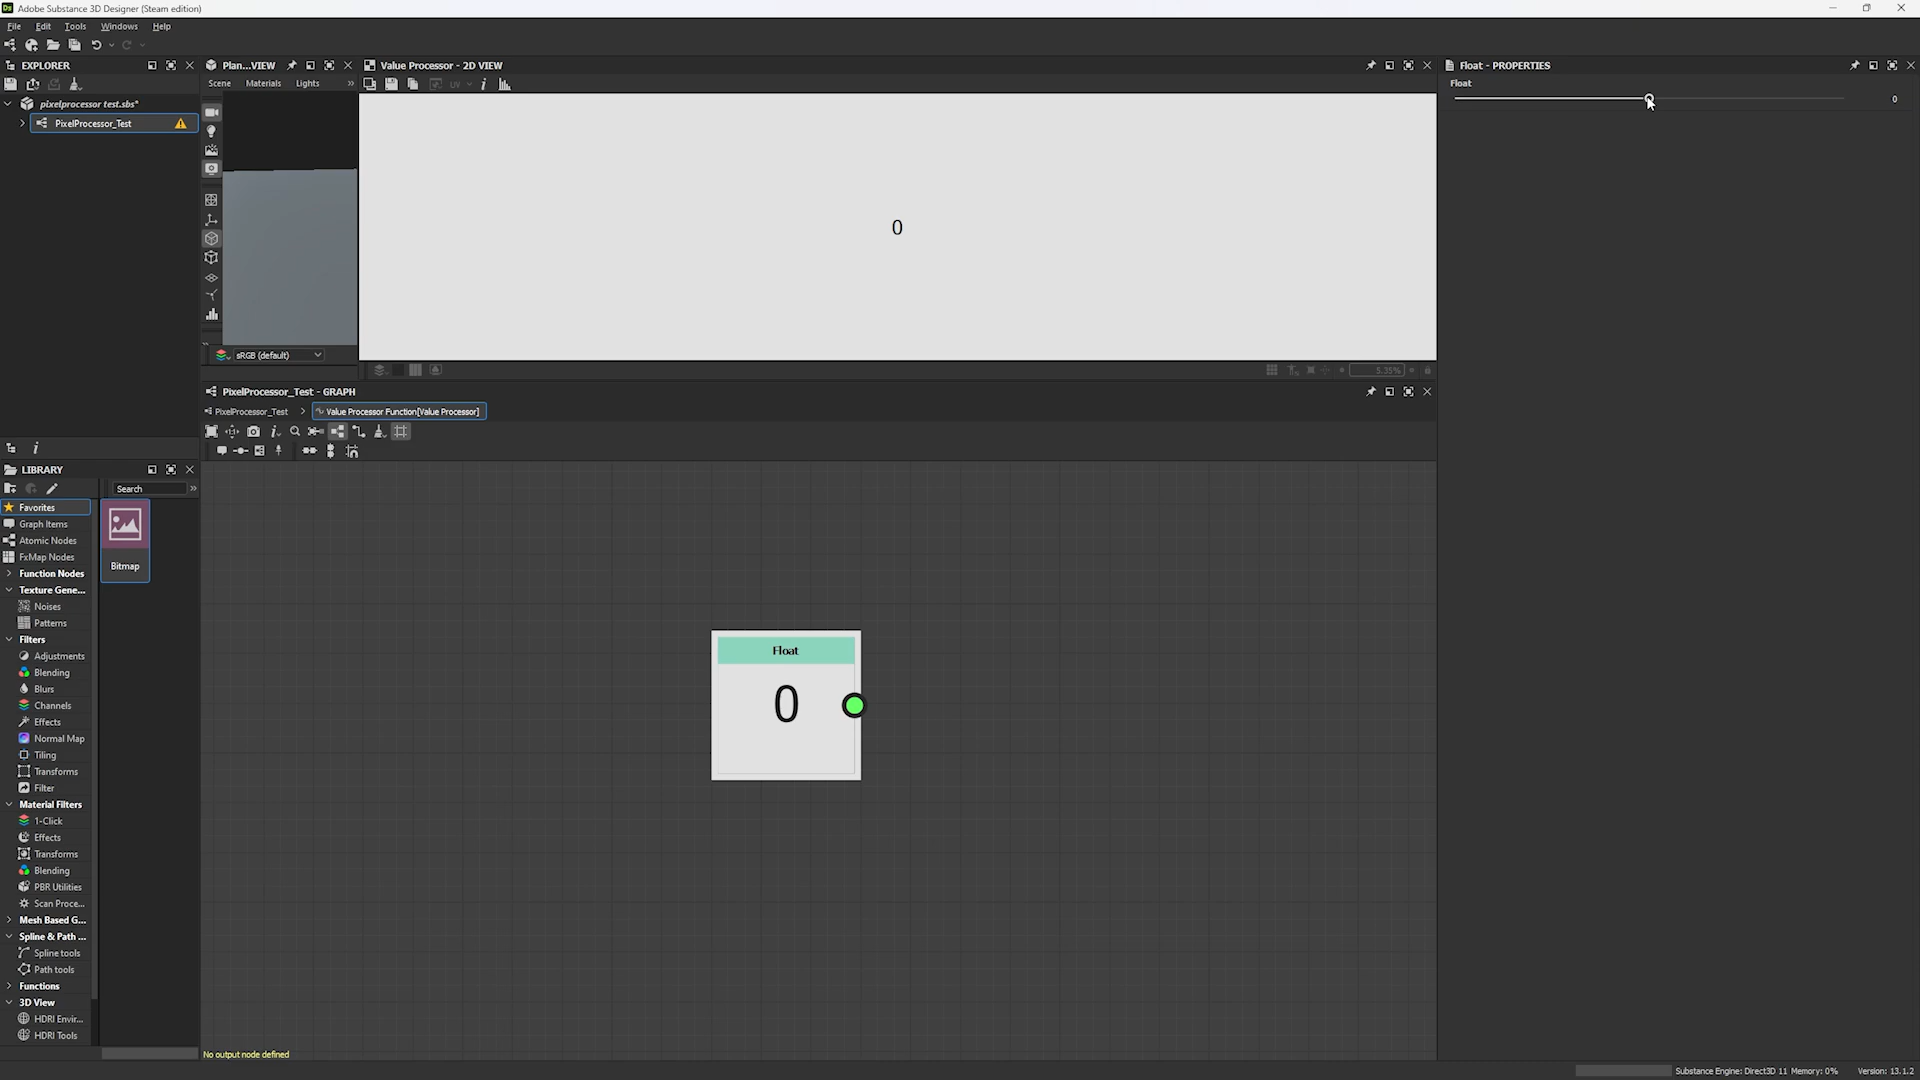 Adobe Substance 3D Designer (Steam edition)
File Edit Tools Windows Help
EXPLORER
Plan...VIEW
Value Processor - 2D VIEW
Float - PROPERTIES
Scene Materials Lights
UV
Float
0
pixelprocessor test.sbs*
PixelProcessor_Test
0
sRGB (default)
5.35%
PixelProcessor_Test - GRAPH
PixelProcessor_Test > Value Processor Function[Value Processor]
LIBRARY
Search
Favorites
Graph Items
Atomic Nodes
FxMap Nodes
Function Nodes
Texture Gene...
Noises
Patterns
Filters
Adjustments
Blending
Blurs
Channels
Effects
Normal Map
Tiling
Transforms
Filter
Material Filters
1-Click
Effects
Transforms
Blending
PBR Utilities
Scan Proce...
Mesh Based G...
Spline & Path ...
Spline tools
Path tools
Functions
3D View
HDRI Envir...
HDRI Tools
Bitmap
Float
0
No output node defined
Substance Engine: Direct3D 11 Memory: 0% Version: 13.1.2